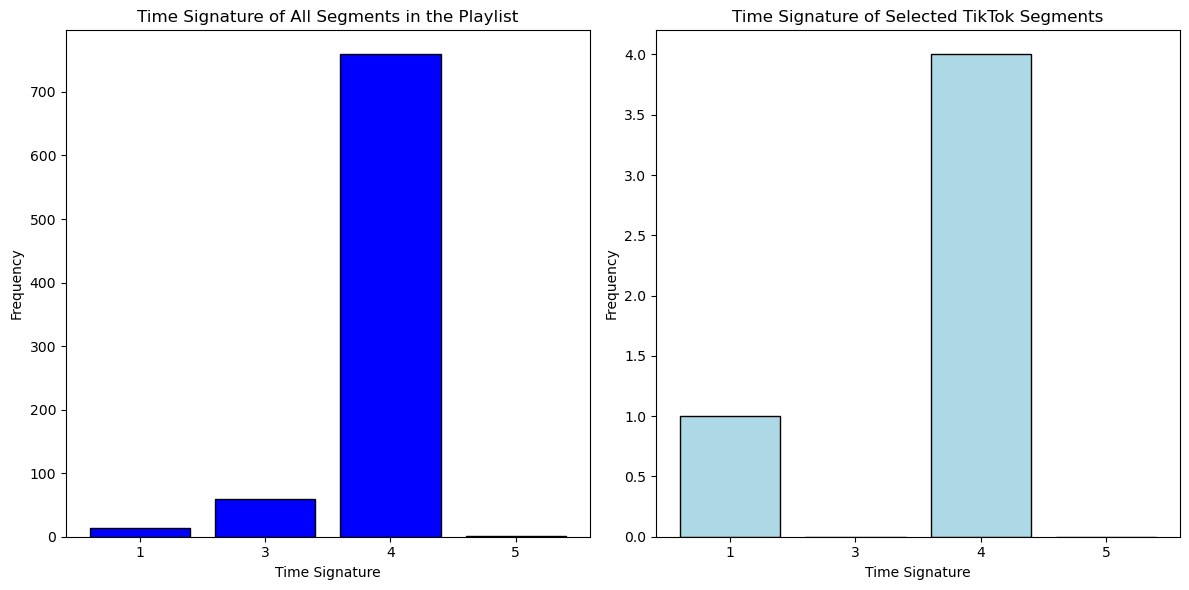 Time Signature of All Segments in the Playlist
Frequency
700
600
500
400
300
200
100
0
1 3 4 5
Time Signature
Time Signature of Selected TikTok Segments
Frequency
4.0
3.5
3.0
2.5
2.0
1.5
1.0
0.5
0.0
1 3 4 5
Time Signature